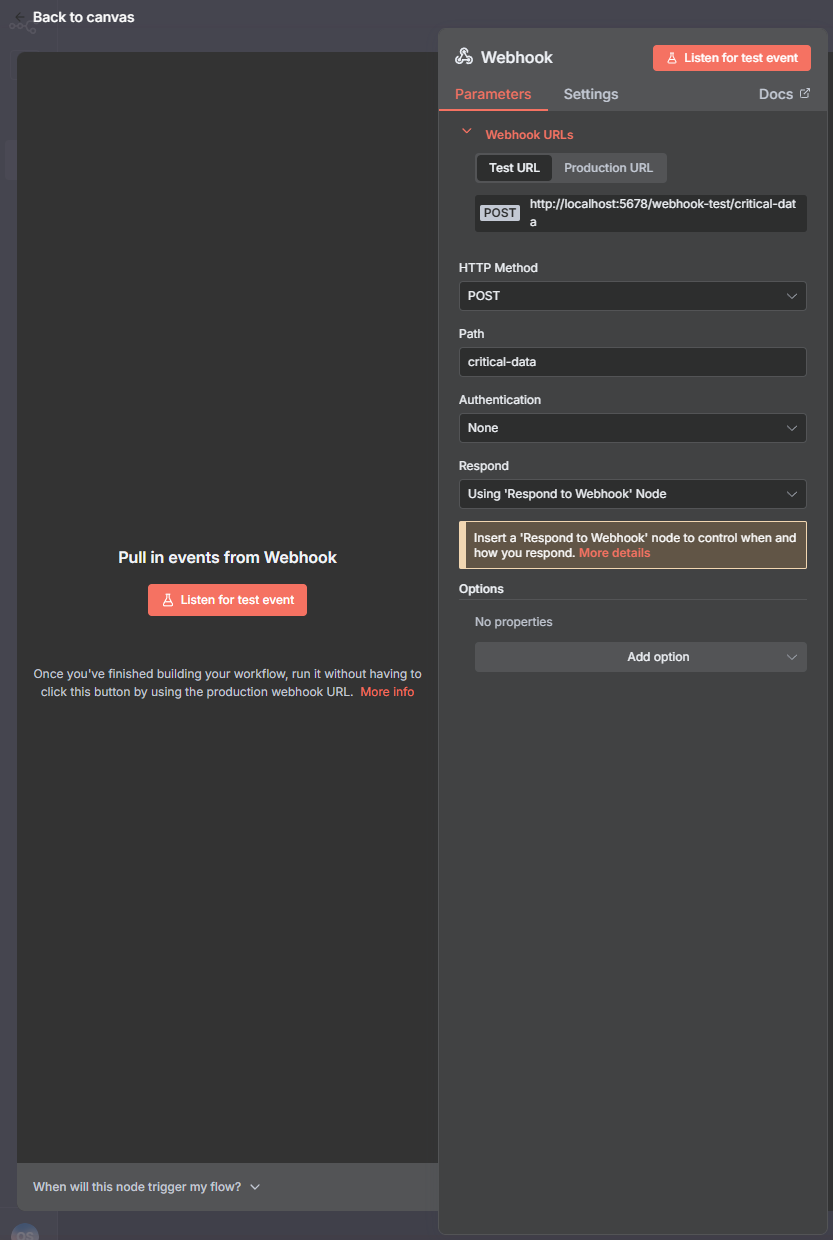 Back to canvas
Webhook
Listen for test event
Parameters
Settings
Docs
Webhook URLs
Test URL
Production URL
POST
http://localhost:5678/webhook-test/critical-dat
a
HTTP Method
POST
Path
critical-data
Authentication
None
Respond
Using 'Respond to Webhook' Node
Insert a 'Respond to Webhook' node to control when and
how you respond. More details
Options
No properties
Add option
Pull in events from Webhook
Listen for test event
Once you've finished building your workflow, run it without having to
click this button by using the production webhook URL. More info
When will this node trigger my flow?